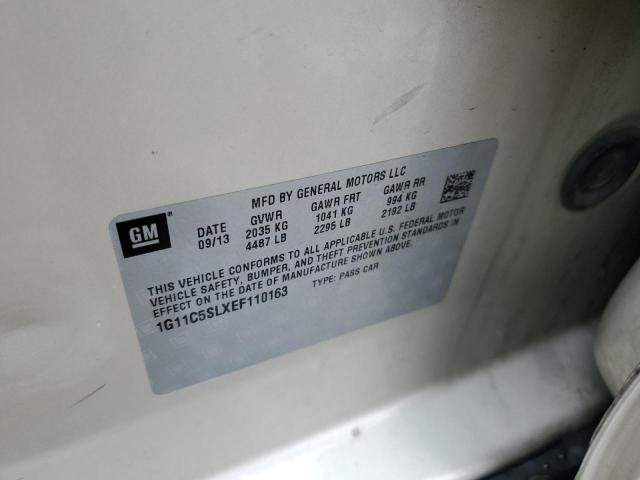 MFD BY GENERAL MOTORS LLC
GM ®
DATE GVWR GAWR FRT GAWR RR
09/13 2035 KG 1041 KG 994 KG
4487 LB 2295 LB 2192 LB
THIS VEHICLE CONFORMS TO ALL APPLICABLE U.S. FEDERAL MOTOR
VEHICLE SAFETY, BUMPER, AND THEFT PREVENTION STANDARDS IN
EFFECT ON THE DATE OF MANUFACTURE SHOWN ABOVE.
1G11C5SLXEF110163 TYPE: PASS CAR